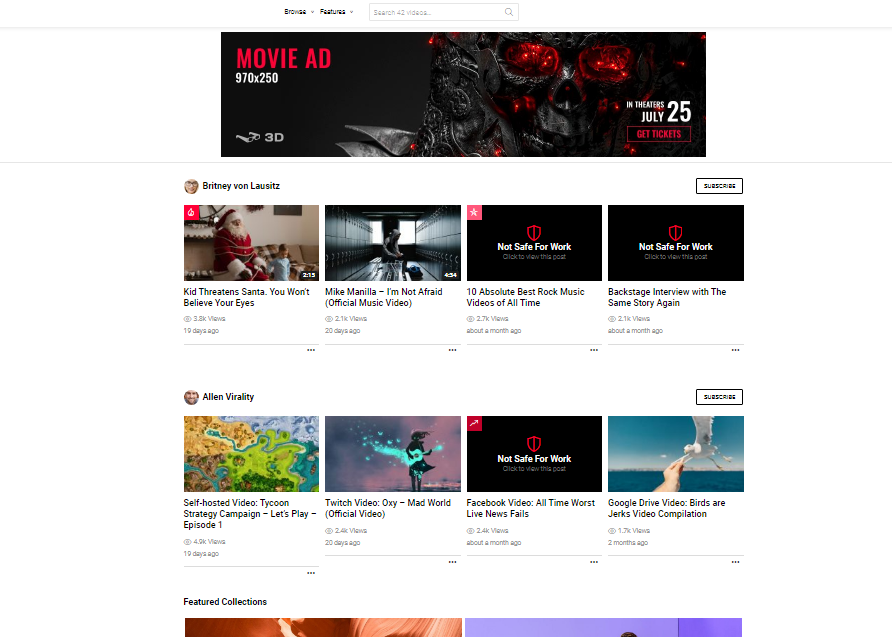 Browse Features Search 42 videos...
MOVIE AD
970x250
IN THEATERS
JULY 25
GET TICKETS
3D
Britney von Lausitz SUBSCRIBE
2:15 4:54
Not Safe For Work Not Safe For Work
Click to view this post Click to view this post
Kid Threatens Santa. You Won't Mike Manilla – I'm Not Afraid 10 Absolute Best Rock Music Backstage Interview with The
Believe Your Eyes (Official Music Video) Videos of All Time Same Story Again
3.8k Views 2.1k Views 2.7k Views 2.1k Views
19 days ago 20 days ago about a month ago about a month ago
Allen Virality SUBSCRIBE
Not Safe For Work
Click to view this post
Self-hosted Video: Tycoon Twitch Video: Oxy – Mad World Facebook Video: All Time Worst Google Drive Video: Birds are
Strategy Campaign – Let's Play – (Official Video) Live News Fails Jerks Video Compilation
Episode 1
4.9k Views 2.4k Views 2.4k Views 1.7k Views
19 days ago 20 days ago about a month ago 2 months ago
Featured Collections